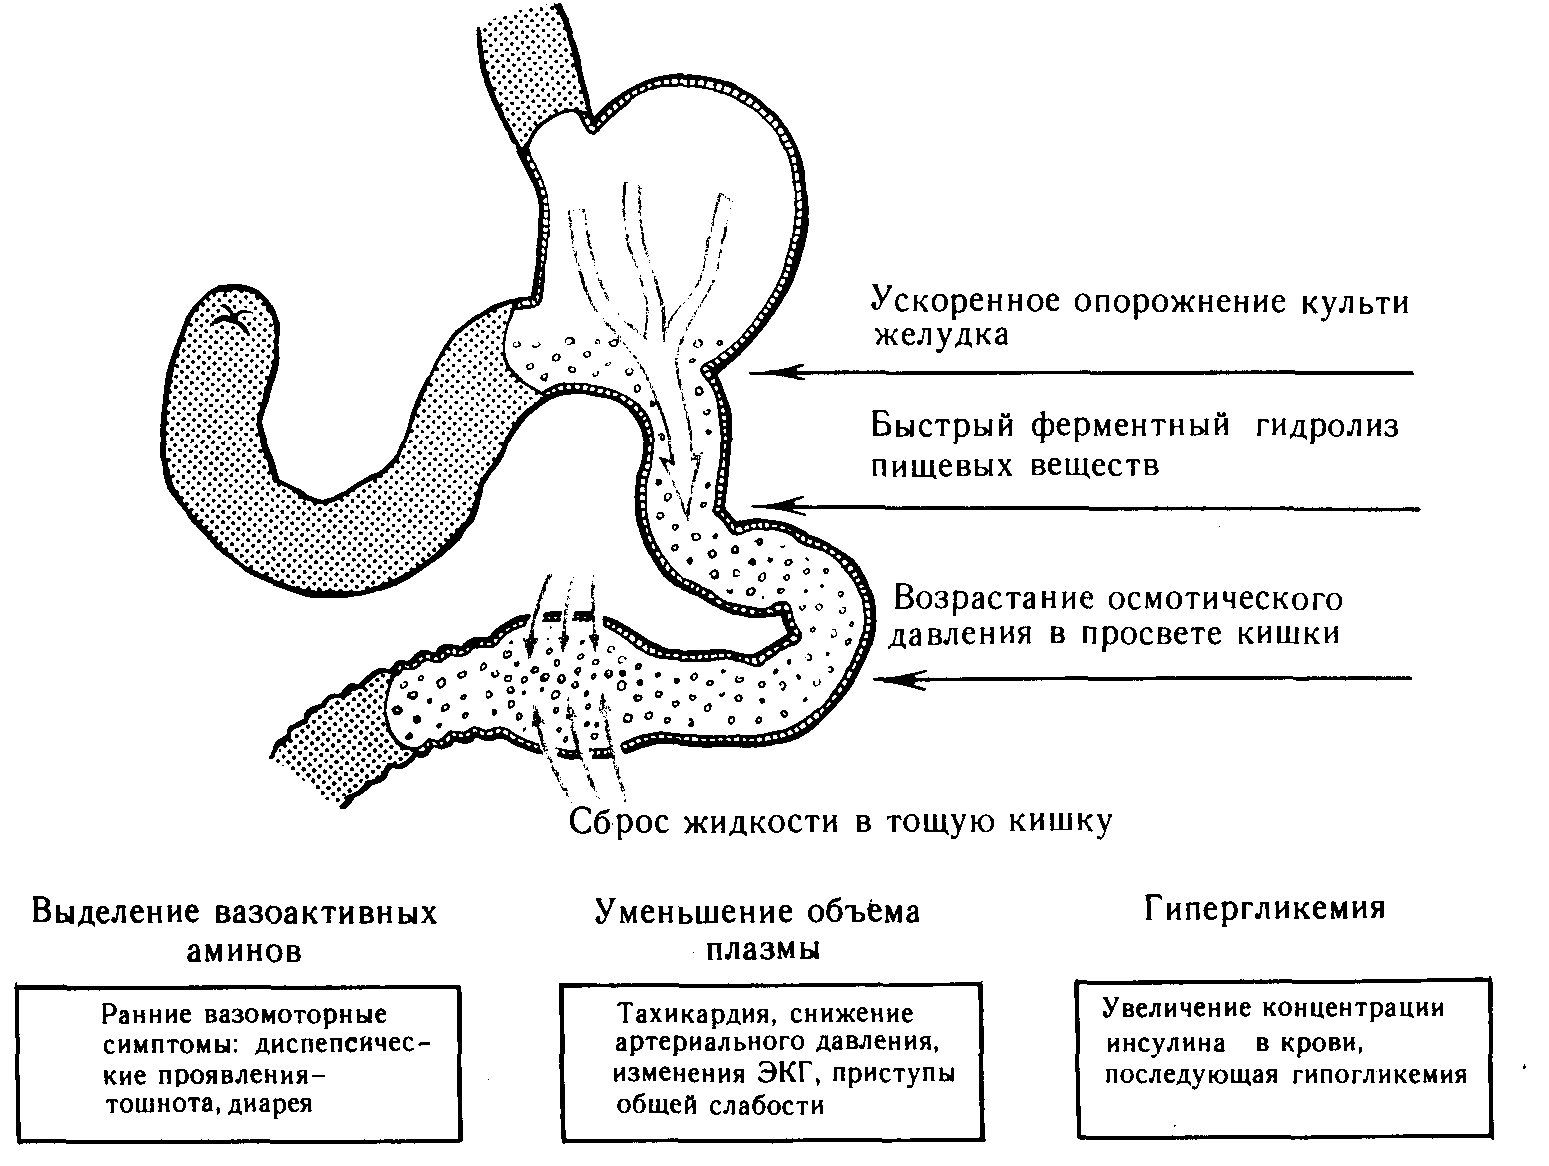 Ускоренное опорожнение культи
желудка
Быстрый ферментный гидролиз
пищевых веществ
Возрастание осмотического
давления в просвете кишки
Сброс жидкости в тощую кишку
Выделение вазоактивных
аминов
Ранние вазомоторные
симптомы: диспепсичес-
кие проявления-
тошнота, диарея
Уменьшение объёма
плазмы
Тахикардия, снижение
артериального давления,
изменения ЭКГ, приступы
общей слабости
Гипергликемия
Увеличение концентрации
инсулина в крови,
последующая гипогликемия